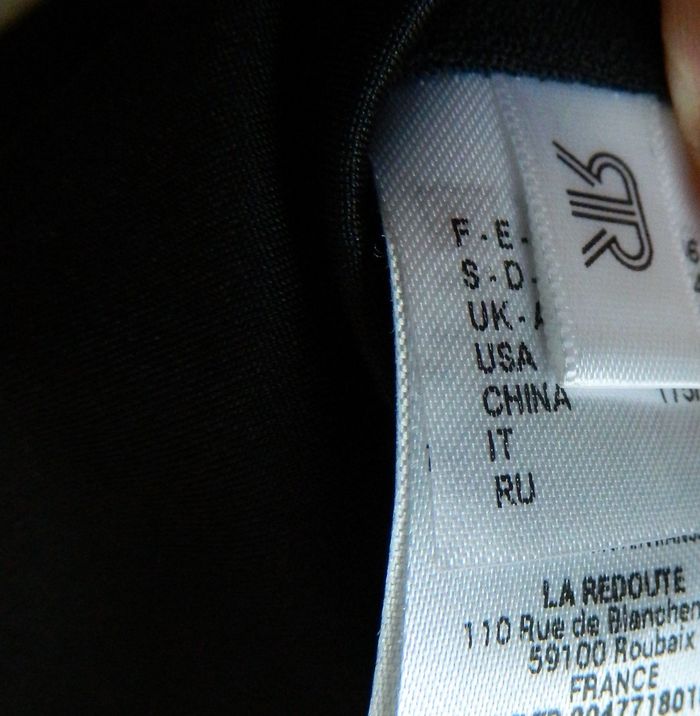 F - E -
S - D -
UK - A
USA
CHINA
IT
RU
LA REDOUTE
110 Rue de Blanchem
59100 Roubaix
FRANCE